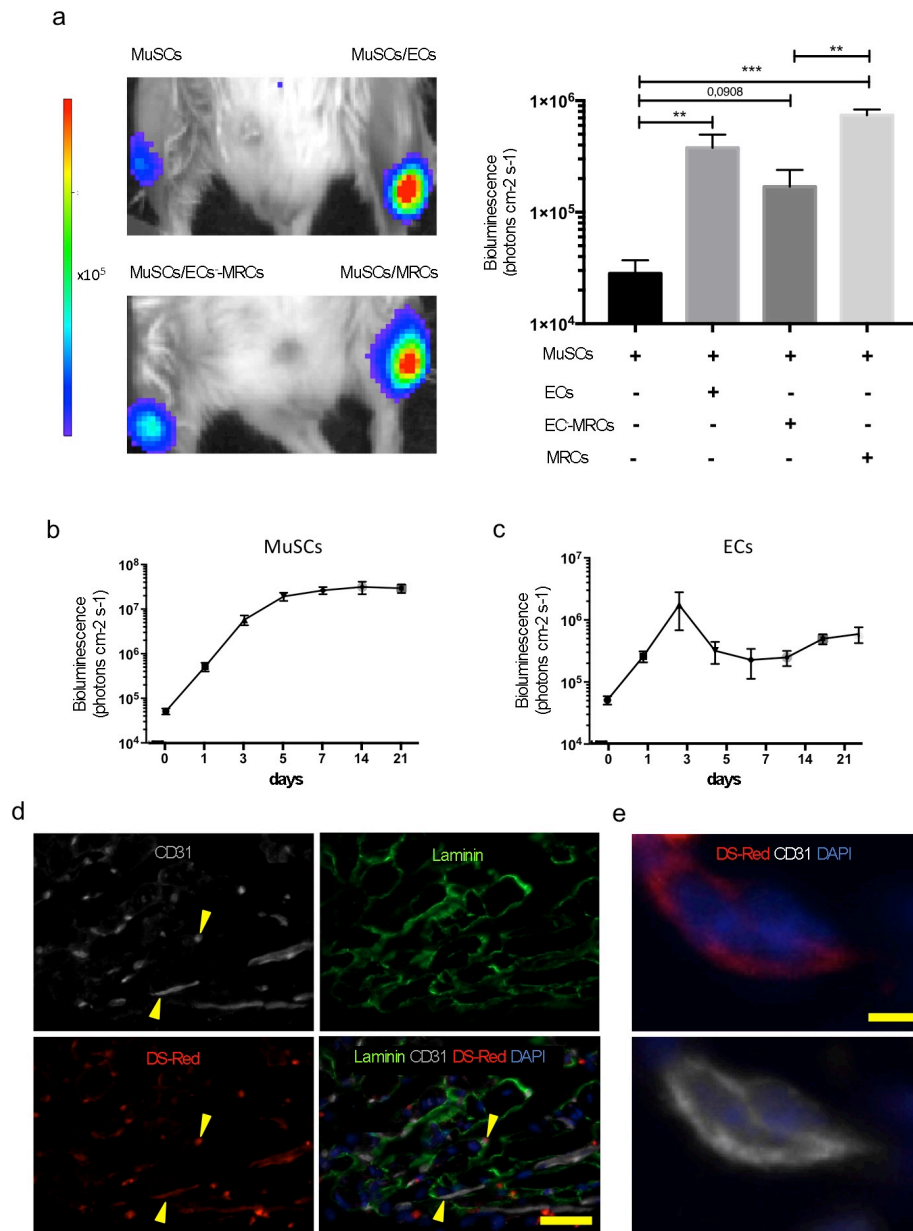 a
MuSCs MuSCs/ECs
x10⁵
MuSCs/ECs⁻-MRCs MuSCs/MRCs
**
***
0,0908
**
Bioluminescence
(photons cm-2 s-1)
1×10⁶
1×10⁵
1×10⁴
MuSCs + + + +
ECs - + - -
EC-MRCs - - + -
MRCs - - - +
b
MuSCs
Bioluminescence
(photons cm-2 s-1)
10⁸
10⁷
10⁶
10⁵
10⁴
0 1 3 5 7 14 21
days
c
ECs
Bioluminescence
(photons cm-2 s-1)
10⁷
10⁶
10⁵
10⁴
0 1 3 5 7 14 21
days
d
CD31
Laminin
DS-Red
Laminin CD31 DS-Red DAPI
e
DS-Red CD31 DAPI